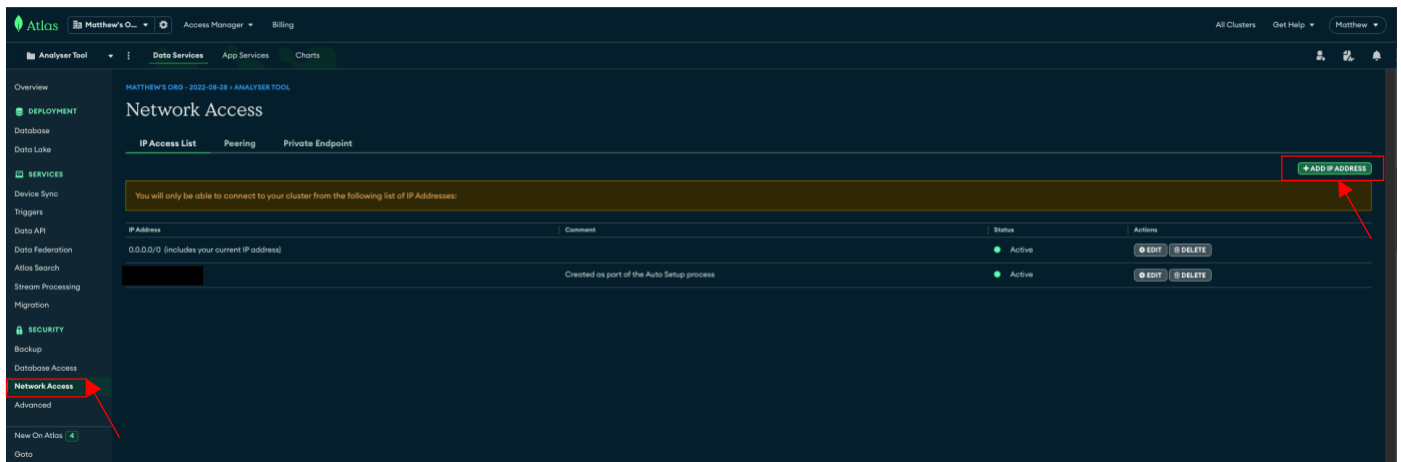 Atlas
Matthew's O...
Access Manager
Billing
All Clusters
Get Help
Matthew
Analyser Tool
Data Services
App Services
Charts
Overview
DEPLOYMENT
Database
Data Lake
SERVICES
Device Sync
Triggers
Data API
Data Federation
Atlas Search
Stream Processing
Migration
SECURITY
Backup
Database Access
Network Access
Advanced
New On Atlas 4
Goto
MATTHEW'S ORG - 2022-08-28 > ANALYSER TOOL
Network Access
IP Access List
Peering
Private Endpoint
+ ADD IP ADDRESS
You will only be able to connect to your cluster from the following list of IP Addresses:
IP Address
Comment
Status
Actions
0.0.0.0/0 (includes your current IP address)
Active
EDIT
DELETE
Created as part of the Auto Setup process
Active
EDIT
DELETE